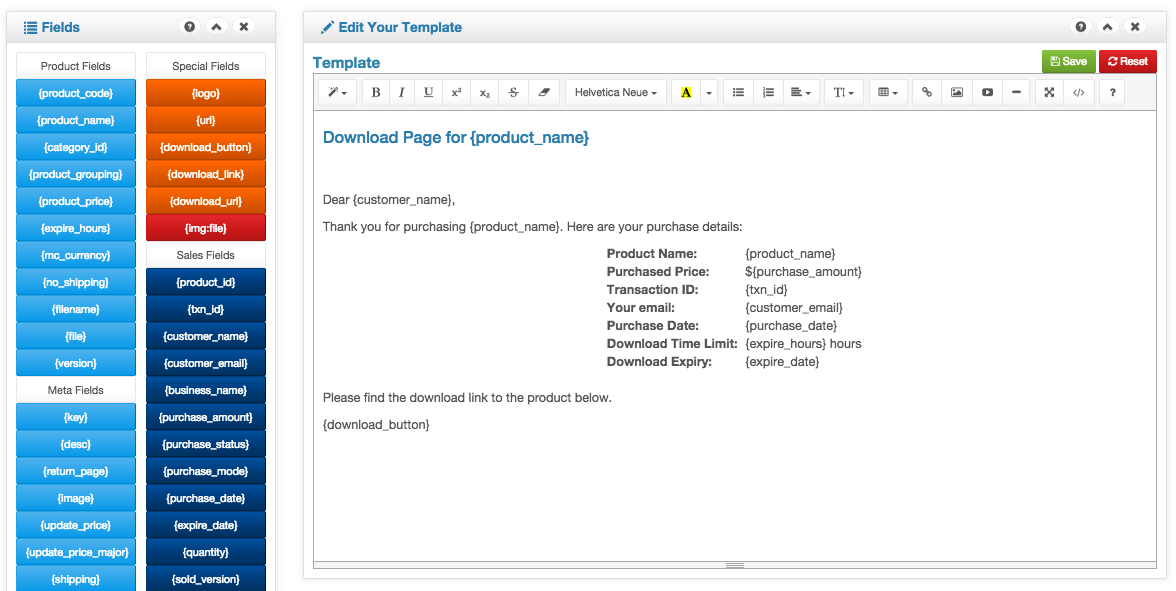 Fields
Product Fields
{product_code}
{product_name}
{category_id}
{product_grouping}
{product_price}
{expire_hours}
{mc_currency}
{no_shipping}
{filename}
{file}
{version}
Meta Fields
{key}
{desc}
{return_page}
{image}
{update_price}
{update_price_major}
{shipping}
Special Fields
{logo}
{url}
{download_button}
{download_link}
{download_url}
{img:file}
Sales Fields
{product_id}
{txn_id}
{customer_name}
{customer_email}
{business_name}
{purchase_amount}
{purchase_status}
{purchase_mode}
{purchase_date}
{expire_date}
{quantity}
{sold_version}
Edit Your Template
Template
Save Reset
B I U x² x₂ S Helvetica Neue A T‌I </> ?
Download Page for {product_name}
Dear {customer_name},
Thank you for purchasing {product_name}. Here are your purchase details:
Product Name: {product_name}
Purchased Price: ${purchase_amount}
Transaction ID: {txn_id}
Your email: {customer_email}
Purchase Date: {purchase_date}
Download Time Limit: {expire_hours} hours
Download Expiry: {expire_date}
Please find the download link to the product below.
{download_button}